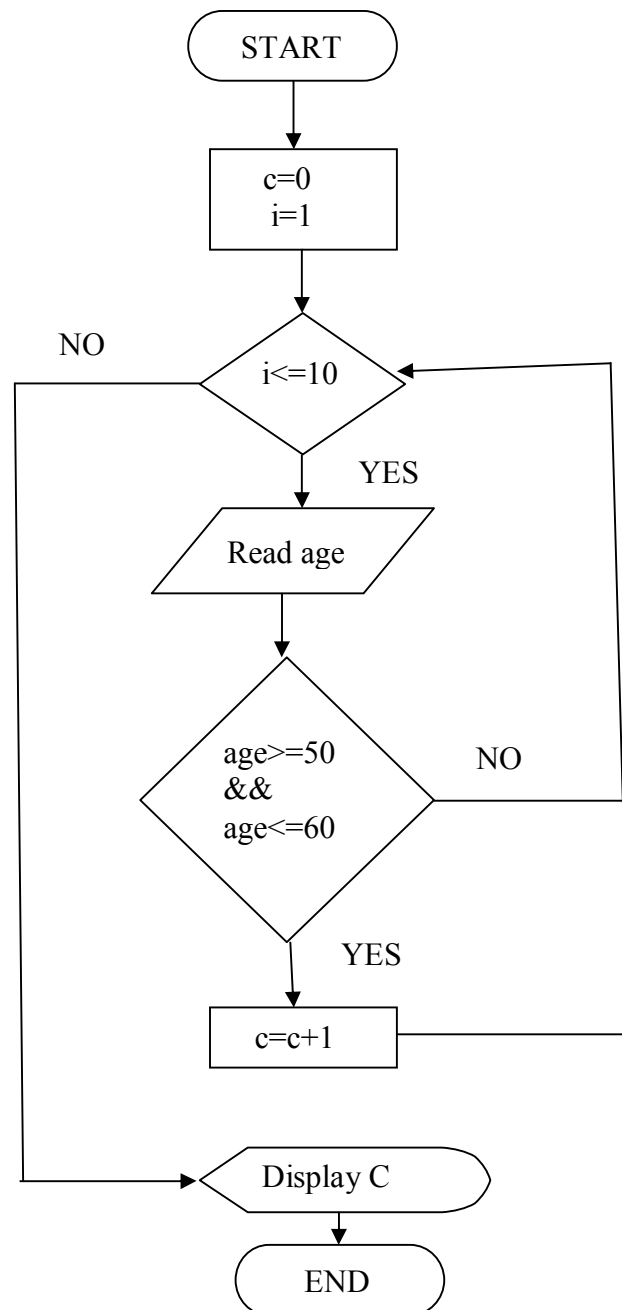 START
c=0
i=1
NO
i<=10
YES
Read age
age>=50
&&
age<=60
NO
YES
c=c+1
Display C
END